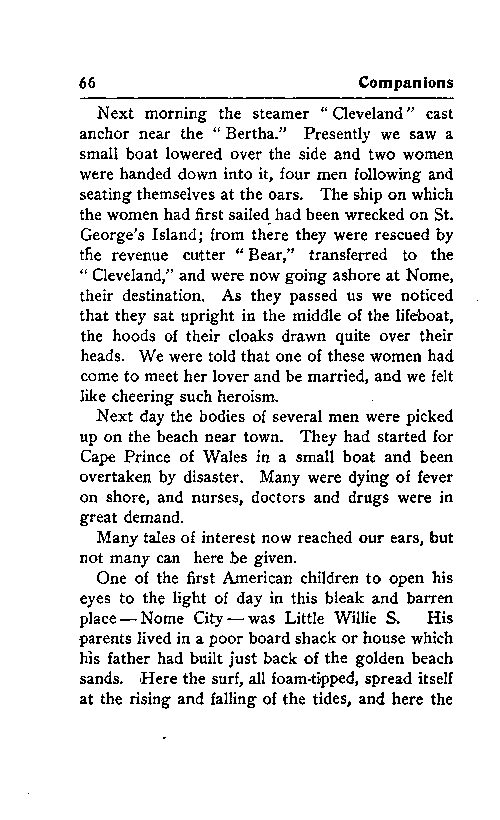 66 Companions
Next morning the steamer “ Cleveland ” cast
anchor near the “ Bertha.” Presently we saw a
small boat lowered over the side and two women
were handed down into it, four men following and
seating themselves at the oars. The ship on which
the women had first sailed had been wrecked on St.
George's Island; from there they were rescued by
the revenue cutter “ Bear,” transferred to the
“ Cleveland,” and were now going ashore at Nome,
their destination. As they passed us we noticed
that they sat upright in the middle of the lifeboat,
the hoods of their cloaks drawn quite over their
heads. We were told that one of these women had
come to meet her lover and be married, and we felt
like cheering such heroism.
Next day the bodies of several men were picked
up on the beach near town. They had started for
Cape Prince of Wales in a small boat and been
overtaken by disaster. Many were dying of fever
on shore, and nurses, doctors and drugs were in
great demand.
Many tales of interest now reached our ears, but
not many can here be given.
One of the first American children to open his
eyes to the light of day in this bleak and barren
place — Nome City — was Little Willie S. His
parents lived in a poor board shack or house which
his father had built just back of the golden beach
sands. Here the surf, all foam-tipped, spread itself
at the rising and falling of the tides, and here the